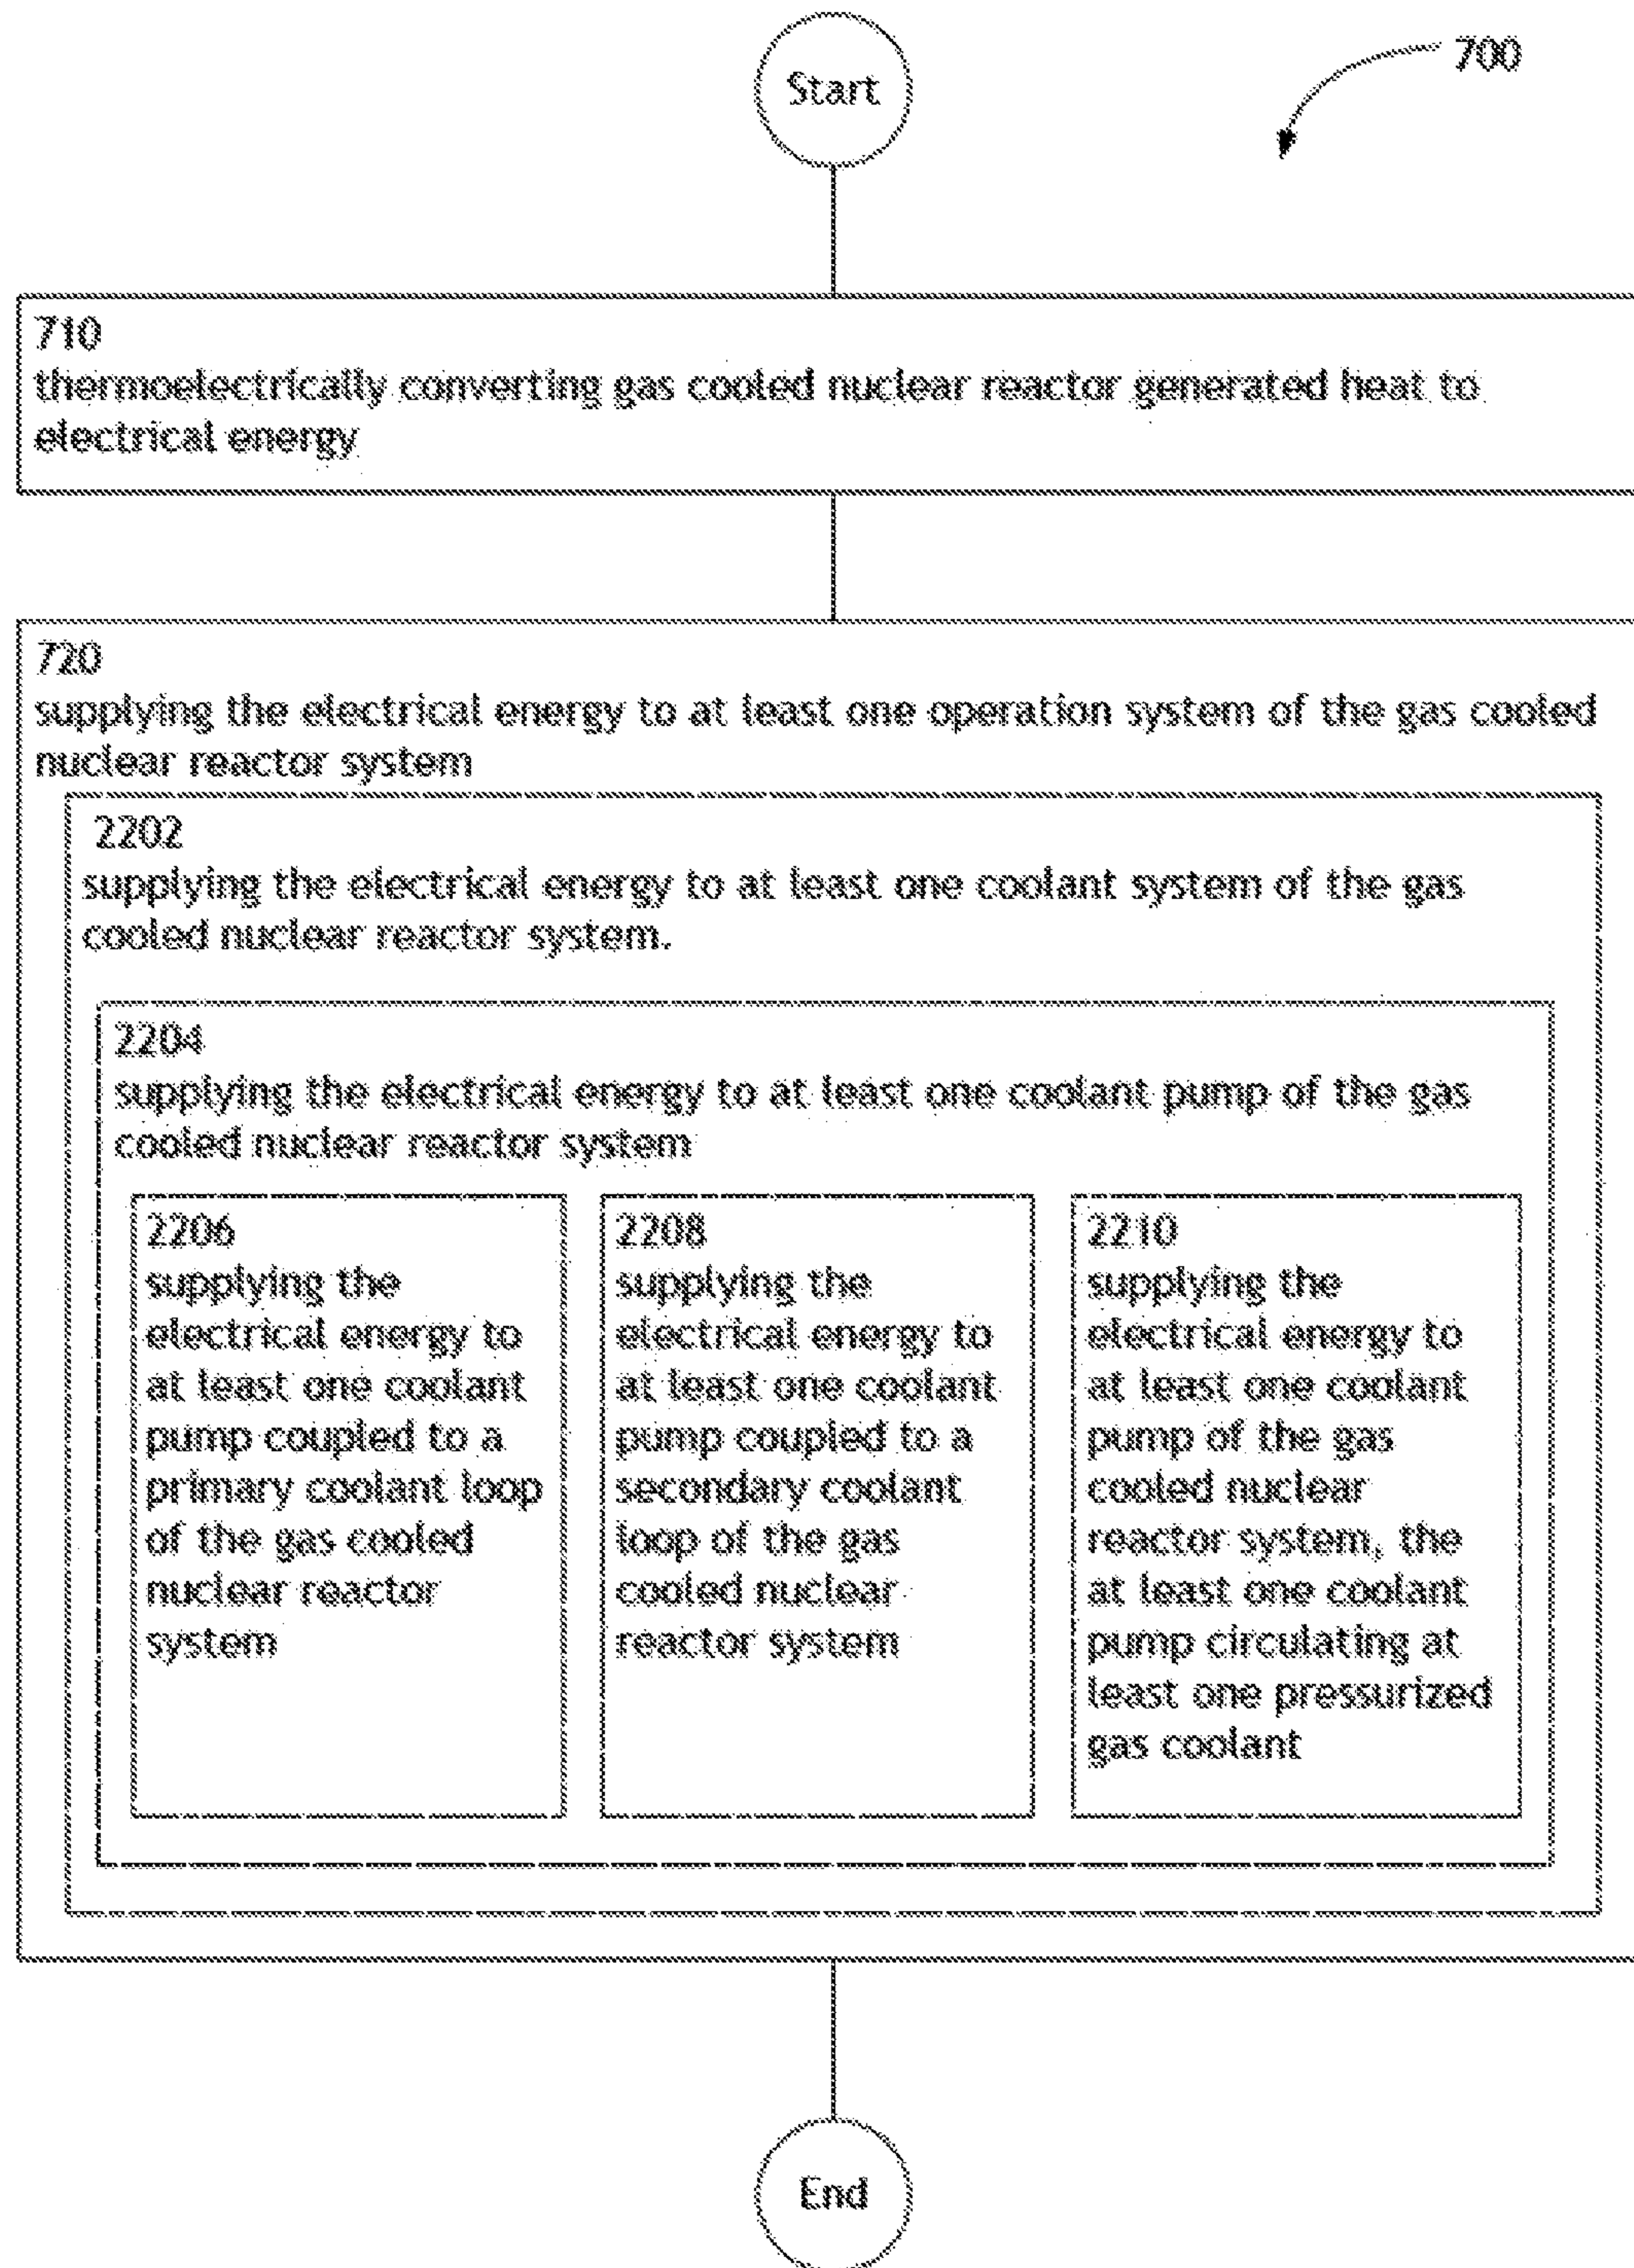 Start
700
710
thermoelectrically converting gas cooled nuclear reactor generated heat to
electrical energy
720
supplying the electrical energy to at least one operation system of the gas cooled
nuclear reactor system
2202
supplying the electrical energy to at least one coolant system of the gas
cooled nuclear reactor system.
2204
supplying the electrical energy to at least one coolant pump of the gas
cooled nuclear reactor system
2206
supplying the
electrical energy to
at least one coolant
pump coupled to a
primary coolant loop
of the gas cooled
nuclear reactor
system
2208
supplying the
electrical energy to
at least one coolant
pump coupled to a
secondary coolant
loop of the gas
cooled nuclear
reactor system
2210
supplying the
electrical energy to
at least one coolant
pump of the gas
cooled nuclear
reactor system, the
at least one coolant
pump circulating at
least one pressurized
gas coolant
End